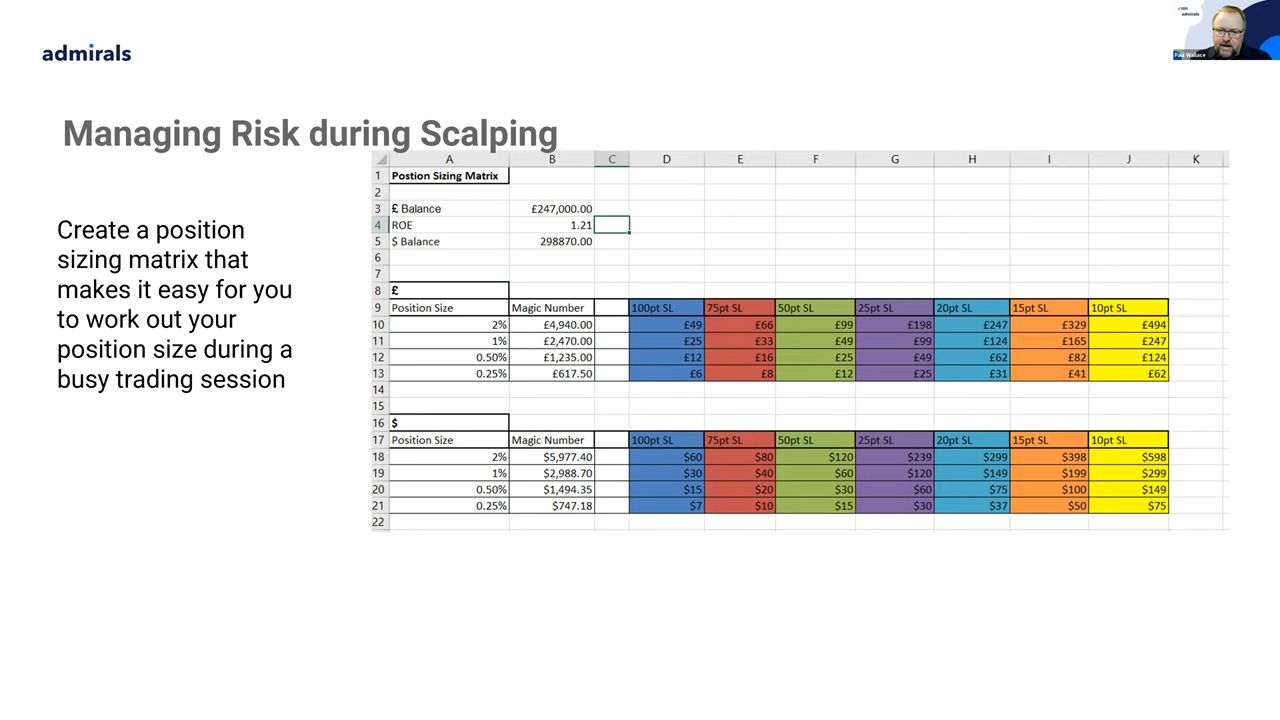 admirals
admirals
Paul Wallace
Managing Risk during Scalping
Create a position
sizing matrix that
makes it easy for you
to work out your
position size during a
busy trading session
A B C D E F G H I J K
1 Postion Sizing Matrix
2
3 £ Balance £247,000.00
4 ROE 1.21
5 $ Balance 298870.00
6
7
8 £
9 Position Size Magic Number 100pt SL 75pt SL 50pt SL 25pt SL 20pt SL 15pt SL 10pt SL
10 2% £4,940.00 £49 £66 £99 £198 £247 £329 £494
11 1% £2,470.00 £25 £33 £49 £99 £124 £165 £247
12 0.50% £1,235.00 £12 £16 £25 £49 £62 £82 £124
13 0.25% £617.50 £6 £8 £12 £25 £31 £41 £62
14
15
16 $
17 Position Size Magic Number 100pt SL 75pt SL 50pt SL 25pt SL 20pt SL 15pt SL 10pt SL
18 2% $5,977.40 $60 $80 $120 $239 $299 $398 $598
19 1% $2,988.70 $30 $40 $60 $120 $149 $199 $299
20 0.50% $1,494.35 $15 $20 $30 $60 $75 $100 $149
21 0.25% $747.18 $7 $10 $15 $30 $37 $50 $75
22